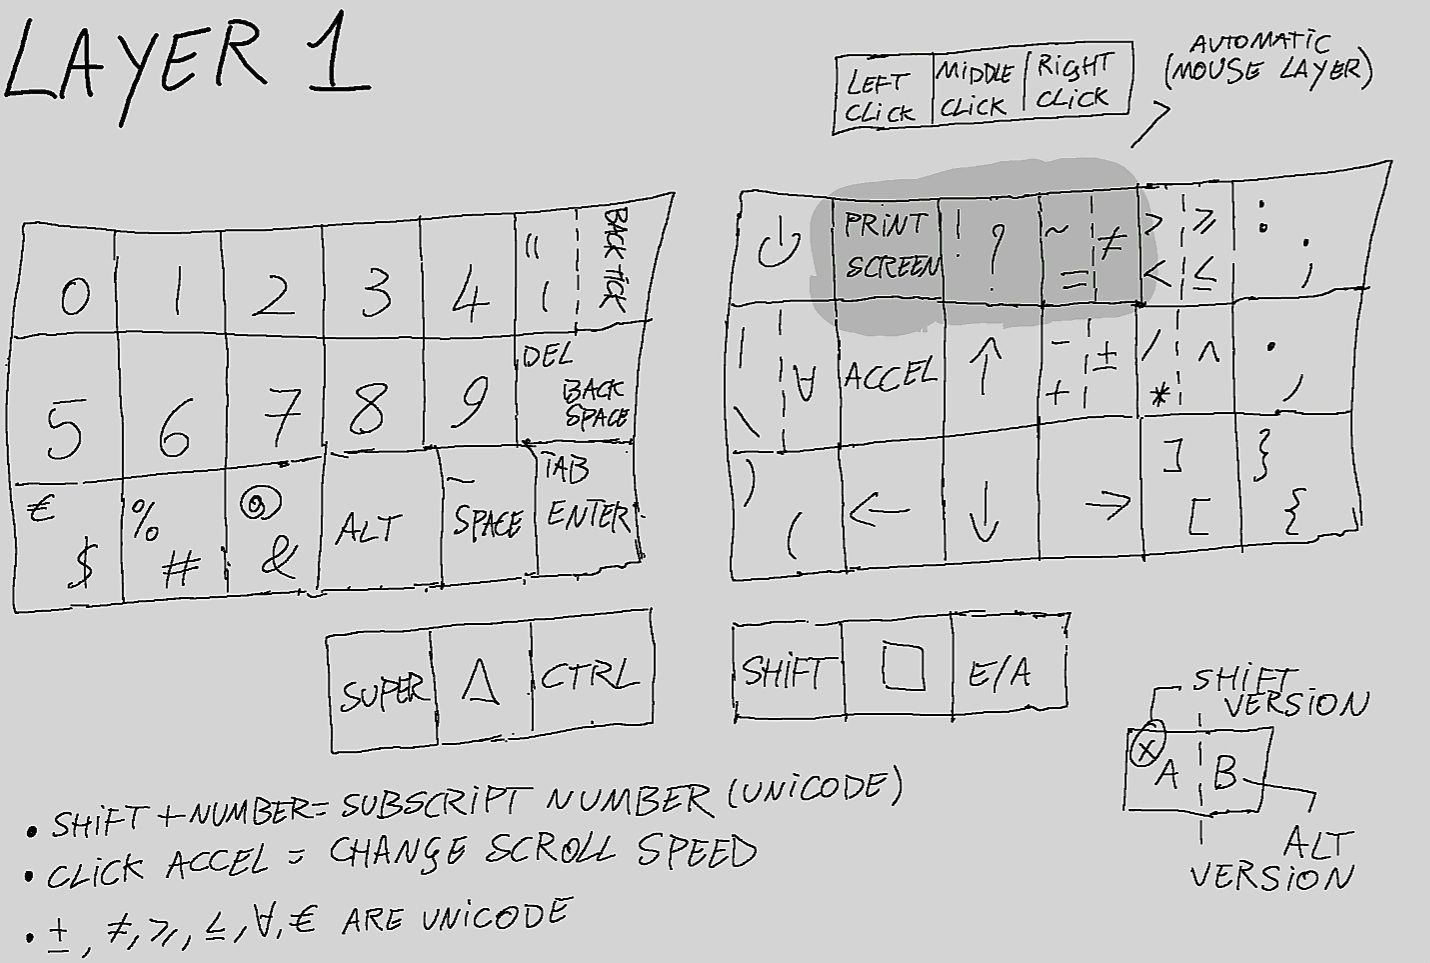 LAYER 1
AUTOMATIC
(MOUSE LAYER)
LEFT CLICK
MIDDLE CLICK
RIGHT CLICK
0 1 2 3 4 " ' BACK TICK
PRINT SCREEN ! ? ~ = ≠ > < ≥ ≤ : ;
5 6 7 8 9 DEL BACK SPACE
| \ ∀ ACCEL ↑ - + ± / * ^ . ,
€ $ % # @ & ALT _ SPACE TAB ENTER
) ( ← ↓ → ] [ } {
SUPER △ CTRL
SHIFT □ E/A
SHIFT
VERSION
X A B
ALT
VERSION
• SHIFT + NUMBER = SUBSCRIPT NUMBER (UNICODE)
• CLICK ACCEL = CHANGE SCROLL SPEED
• ±, ≠, ≥, ≤, ∀, € ARE UNICODE